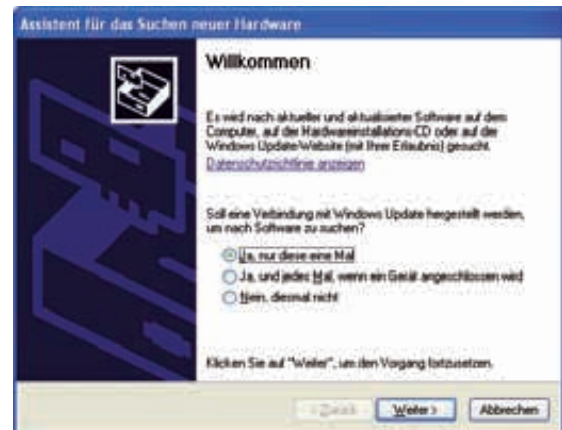 Assistent für das Suchen neuer Hardware
Willkommen
Es wird nach aktueller und aktualisierter Software auf dem
Computer, auf der Hardwareinstallations-CD oder auf der
Windows Update-Website (mit Ihrer Erlaubnis) gesucht.
Datenschutzrichtlinie anzeigen
Soll eine Verbindung mit Windows Update hergestellt werden,
um nach Software zu suchen?
Ja, nur diese eine Mal
Ja, und jedes Mal, wenn ein Gerät angeschlossen wird
Nein, diesmal nicht
Klicken Sie auf "Weiter", um den Vorgang fortzusetzen.
< Zurück Weiter > Abbrechen